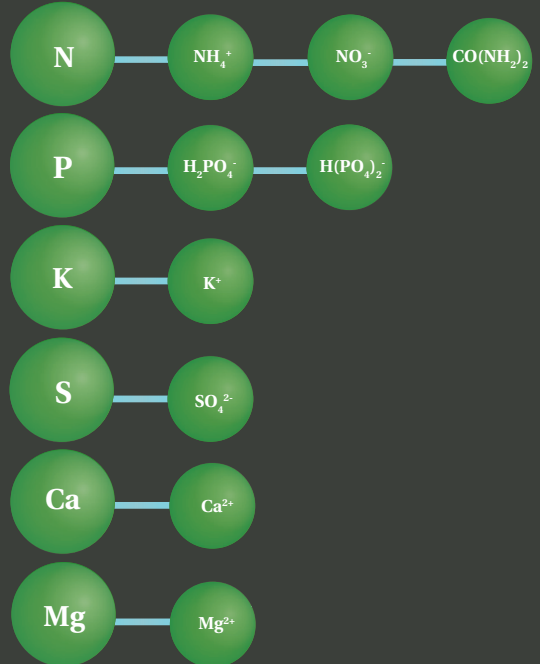 N NH₄⁺ NO₃⁻ CO(NH₂)₂
P H₂PO₄⁻ H(PO₄)₂⁻
K K⁺
S SO₄²⁻
Ca Ca²⁺
Mg Mg²⁺